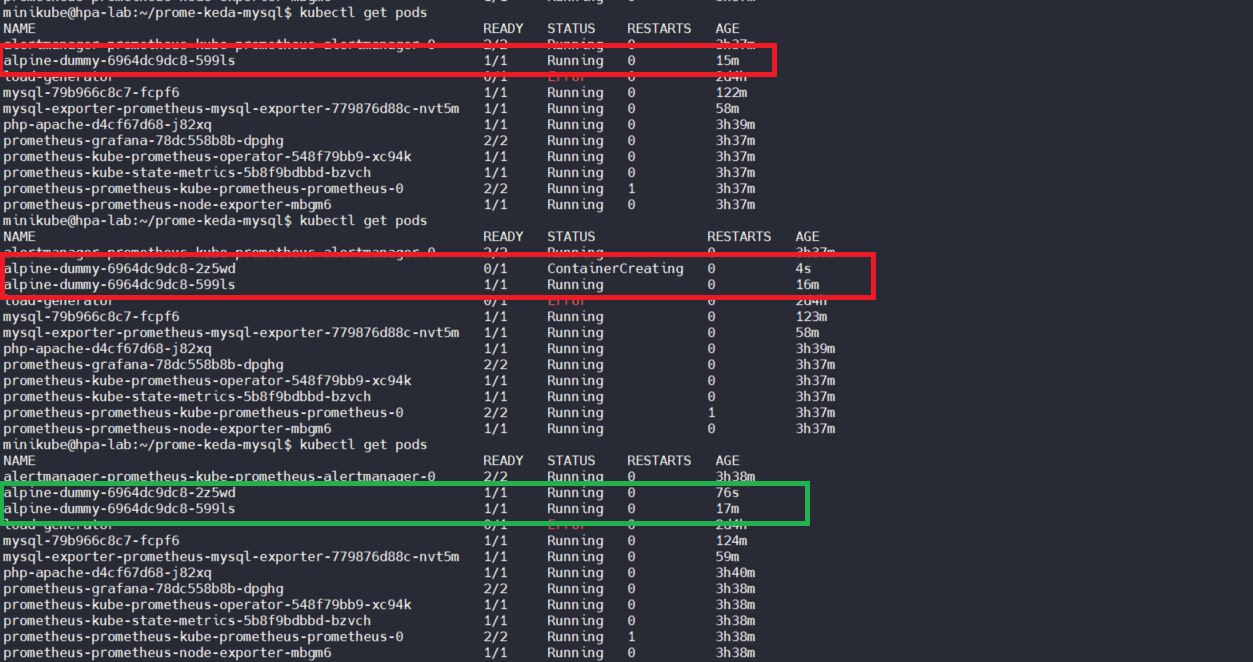 minikube@hpa-lab:~/prome-keda-mysql$ kubectl get pods
NAME READY STATUS RESTARTS AGE
alertmanager-prometheus-kube-prometheus-alertmanager-0 2/2 Running 0 3h37m
alpine-dummy-6964dc9dc8-599ls 1/1 Running 0 15m
load-generator 0/1 Error 0 2d4h
mysql-79b966c8c7-fcpf6 1/1 Running 0 122m
mysql-exporter-prometheus-mysql-exporter-779876d88c-nvt5m 1/1 Running 0 58m
php-apache-d4cf67d68-j82xq 1/1 Running 0 3h39m
prometheus-grafana-78dc558b8b-dpghg 2/2 Running 0 3h37m
prometheus-kube-prometheus-operator-548f79bb9-xc94k 1/1 Running 0 3h37m
prometheus-kube-state-metrics-5b8f9bdbbd-bzvch 1/1 Running 0 3h37m
prometheus-prometheus-kube-prometheus-prometheus-0 2/2 Running 1 3h37m
prometheus-prometheus-node-exporter-mbgm6 1/1 Running 0 3h37m
minikube@hpa-lab:~/prome-keda-mysql$ kubectl get pods
NAME READY STATUS RESTARTS AGE
alertmanager-prometheus-kube-prometheus-alertmanager-0 2/2 Running 0 3h37m
alpine-dummy-6964dc9dc8-2z5wd 0/1 ContainerCreating 0 4s
alpine-dummy-6964dc9dc8-599ls 1/1 Running 0 16m
load-generator 0/1 Error 0 2d4h
mysql-79b966c8c7-fcpf6 1/1 Running 0 123m
mysql-exporter-prometheus-mysql-exporter-779876d88c-nvt5m 1/1 Running 0 58m
php-apache-d4cf67d68-j82xq 1/1 Running 0 3h39m
prometheus-grafana-78dc558b8b-dpghg 2/2 Running 0 3h37m
prometheus-kube-prometheus-operator-548f79bb9-xc94k 1/1 Running 0 3h37m
prometheus-kube-state-metrics-5b8f9bdbbd-bzvch 1/1 Running 0 3h37m
prometheus-prometheus-kube-prometheus-prometheus-0 2/2 Running 1 3h37m
prometheus-prometheus-node-exporter-mbgm6 1/1 Running 0 3h37m
minikube@hpa-lab:~/prome-keda-mysql$ kubectl get pods
NAME READY STATUS RESTARTS AGE
alertmanager-prometheus-kube-prometheus-alertmanager-0 2/2 Running 0 3h38m
alpine-dummy-6964dc9dc8-2z5wd 1/1 Running 0 76s
alpine-dummy-6964dc9dc8-599ls 1/1 Running 0 17m
load-generator 0/1 Error 0 2d4h
mysql-79b966c8c7-fcpf6 1/1 Running 0 124m
mysql-exporter-prometheus-mysql-exporter-779876d88c-nvt5m 1/1 Running 0 59m
php-apache-d4cf67d68-j82xq 1/1 Running 0 3h40m
prometheus-grafana-78dc558b8b-dpghg 2/2 Running 0 3h38m
prometheus-kube-prometheus-operator-548f79bb9-xc94k 1/1 Running 0 3h38m
prometheus-kube-state-metrics-5b8f9bdbbd-bzvch 1/1 Running 0 3h38m
prometheus-prometheus-kube-prometheus-prometheus-0 2/2 Running 1 3h38m
prometheus-prometheus-node-exporter-mbgm6 1/1 Running 0 3h38m